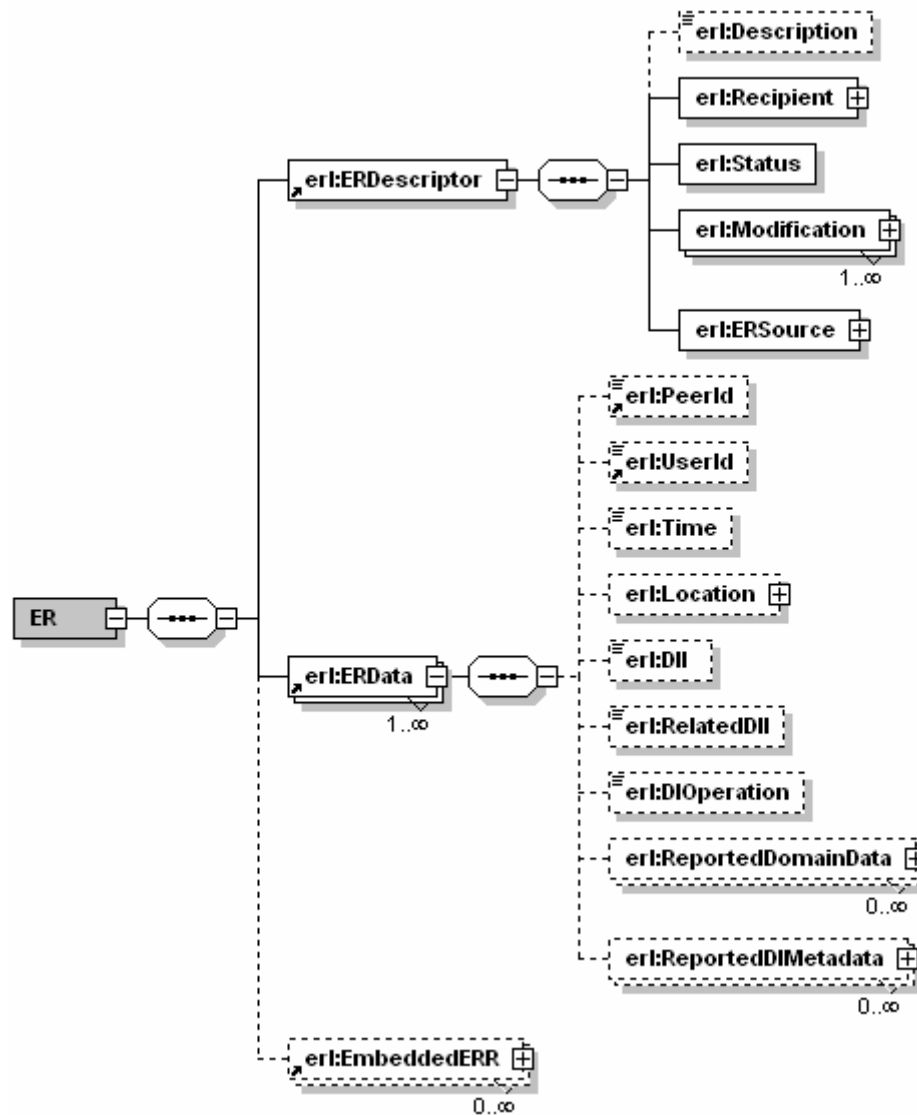 erl:Description
erl:Recipient
erl:ERDescriptor
erl:Status
erl:Modification
1..∞
erl:ERSource
erl:PeerId
erl:UserId
erl:Time
erl:Location
ER
erl:DII
erl:ERData
1..∞
erl:RelatedDII
erl:DIOperation
erl:ReportedDomainData
0..∞
erl:ReportedDIMetadata
0..∞
erl:EmbeddedERR
0..∞